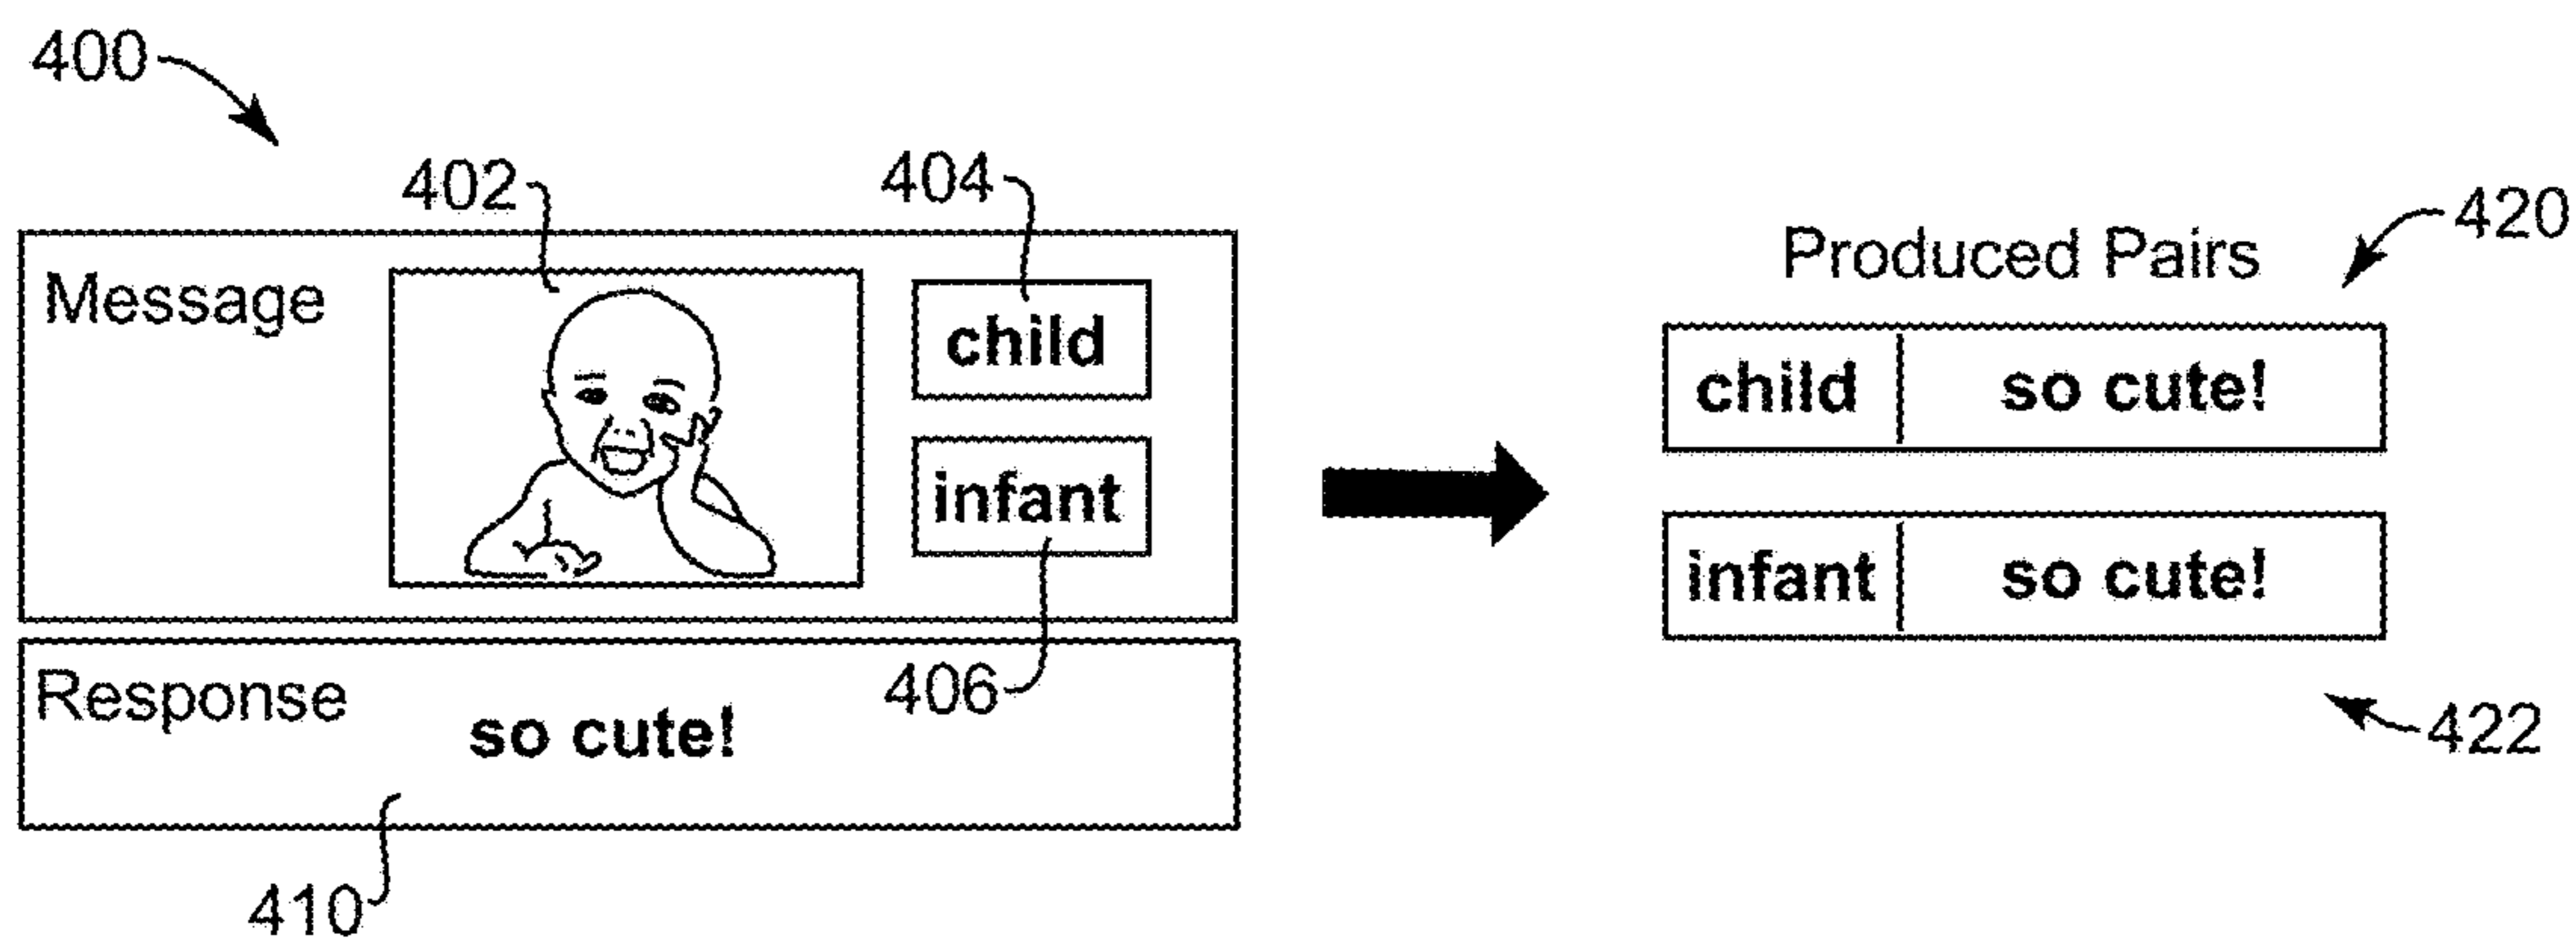 400
402
404
420
Produced Pairs
Message
child
child so cute!
infant
infant so cute!
406
Response
so cute!
422
410